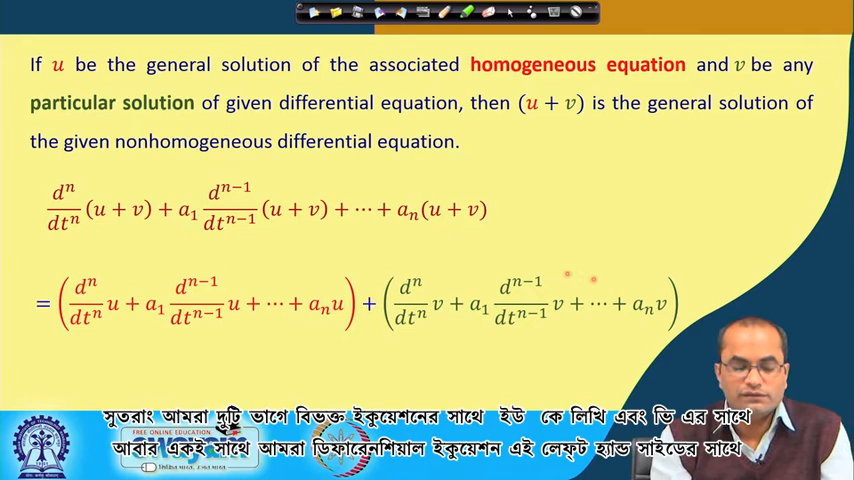 If u be the general solution of the associated homogeneous equation and v be any
particular solution of given differential equation, then (u + v) is the general solution of
the given nonhomogeneous differential equation.
dⁿ/dtⁿ (u + v) + a₁ dⁿ⁻¹/dtⁿ⁻¹ (u + v) + ⋯ + aₙ(u + v)
= (dⁿ/dtⁿ u + a₁ dⁿ⁻¹/dtⁿ⁻¹ u + ⋯ + aₙu) + (dⁿ/dtⁿ v + a₁ dⁿ⁻¹/dtⁿ⁻¹ v + ⋯ + aₙv)
সুতরাং আমরা দুটি ভাগে বিভক্ত ইকুয়েশনের সাথে ইউ কে লিখি এবং ভি এর সাথে
আবার একই সাথে আমরা ডিফারেনশিয়াল ইকুয়েশন এই লেফ্ট হ্যান্ড সাইডের সাথে
FREE ONLINE EDUCATION
swayam